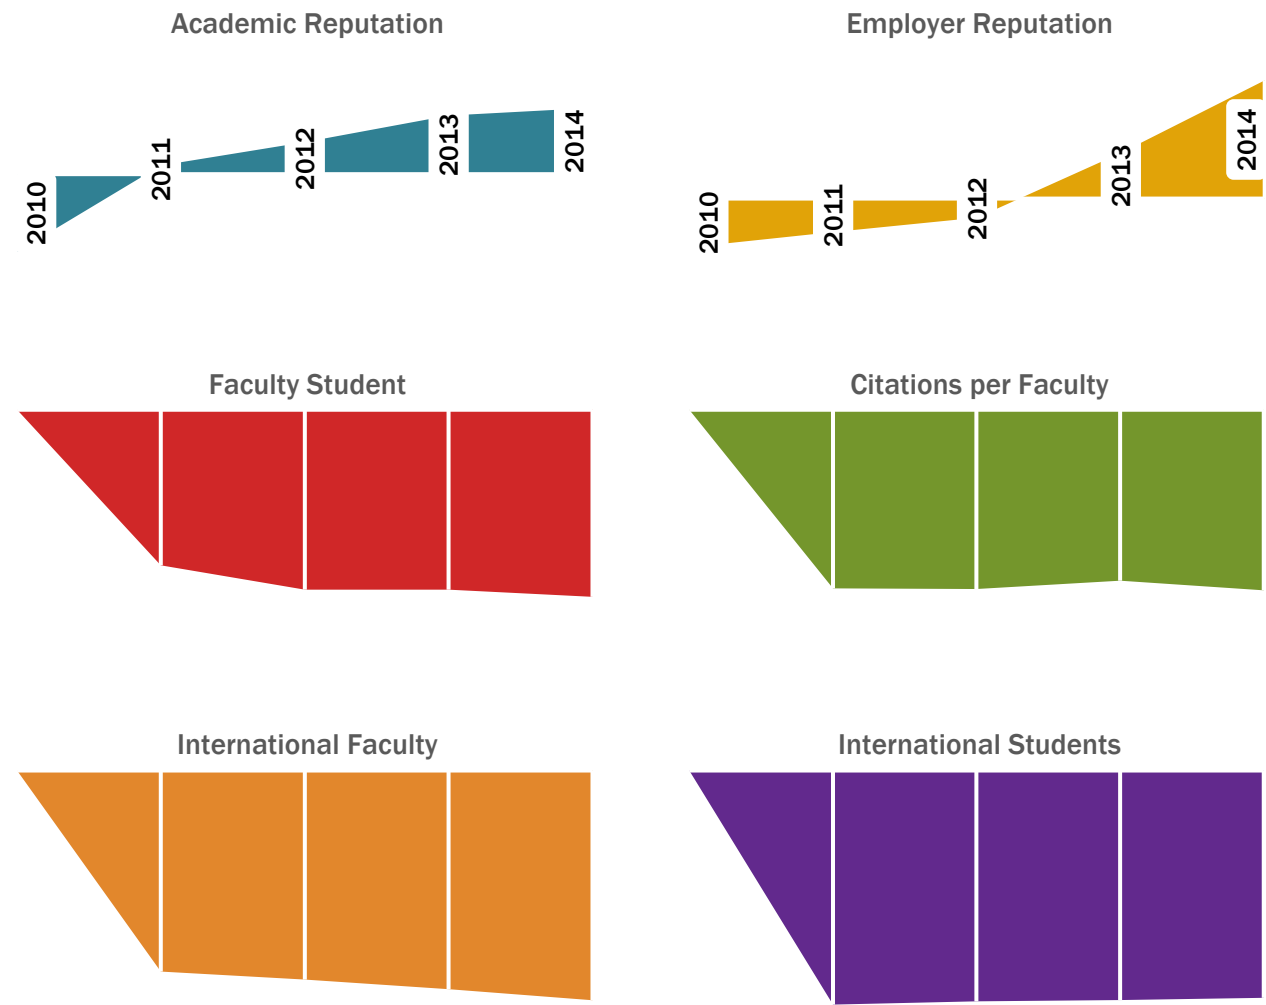 Academic Reputation
2010
2011
2012
2013
2014
Employer Reputation
2010
2011
2012
2013
2014
Faculty Student
Citations per Faculty
International Faculty
International Students